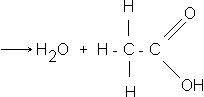 H O
⟶ H₂O + H - C - C
H OH